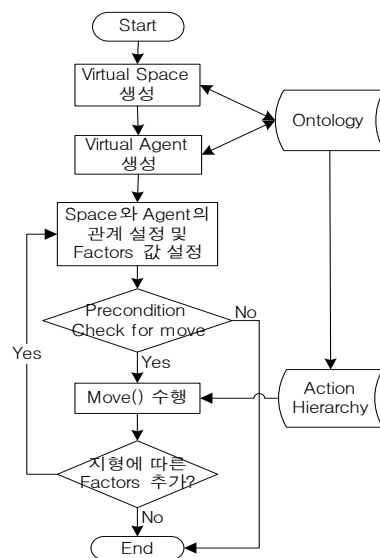 Start
Virtual Space
생성
Ontology
Virtual Agent
생성
Space와 Agent의
관계 설정 및
Factors 값 설정
Precondition
Check for move
No
Yes
Yes
Move() 수행
Action
Hierarchy
지형에 따른
Factors 추가?
No
End